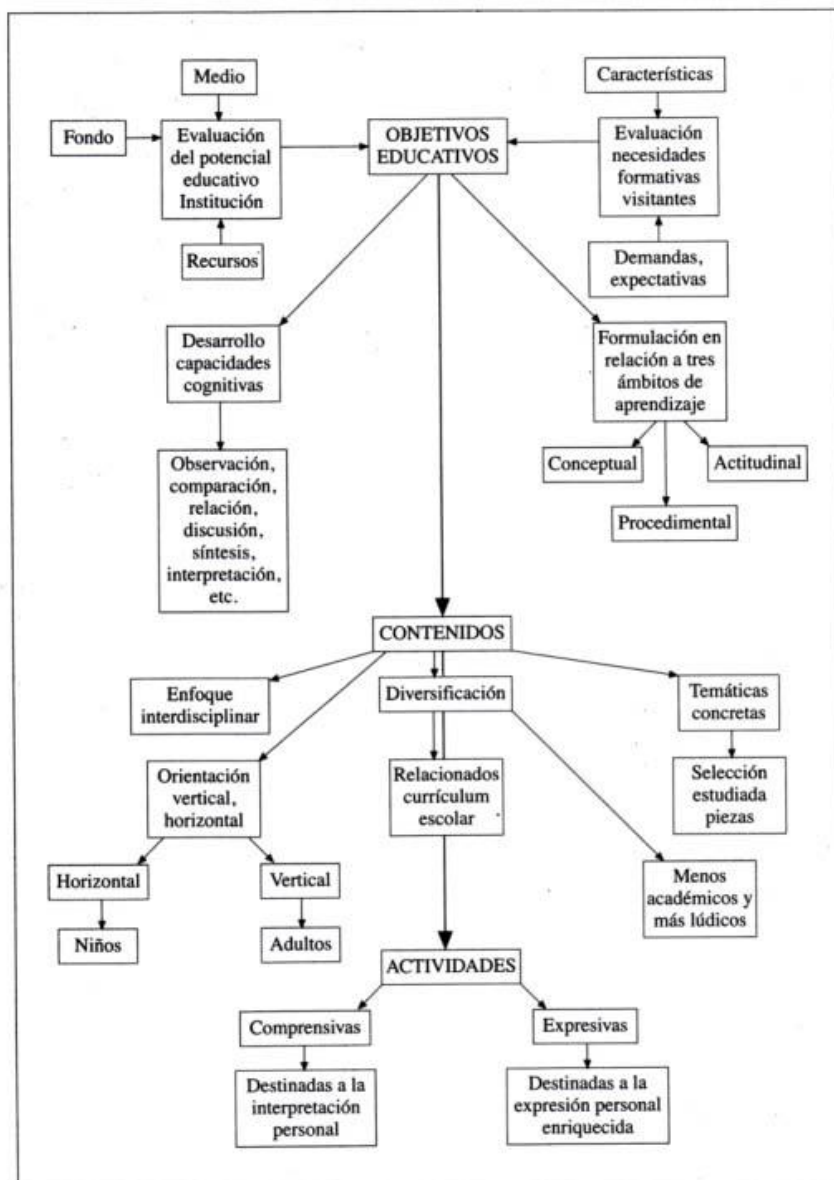 Medio
Características
Fondo
Evaluación
del potencial
educativo
Institución
OBJETIVOS
EDUCATIVOS
Evaluación
necesidades
formativas
visitantes
Recursos
Demandas,
expectativas
Desarrollo
capacidades
cognitivas
Formulación en
relación a tres
ámbitos de
aprendizaje
Observación,
comparación,
relación,
discusión,
síntesis,
interpretación,
etc.
Conceptual
Actitudinal
Procedimental
CONTENIDOS
Enfoque
interdisciplinar
Diversificación
Temáticas
concretas
Orientación
vertical,
horizontal
Relacionados
currículum
escolar
Selección
estudiada
piezas
Horizontal
Vertical
Menos
académicos y
más lúdicos
Niños
Adultos
ACTIVIDADES
Comprensivas
Expresivas
Destinadas a la
interpretación
personal
Destinadas a la
expresión personal
enriquecida